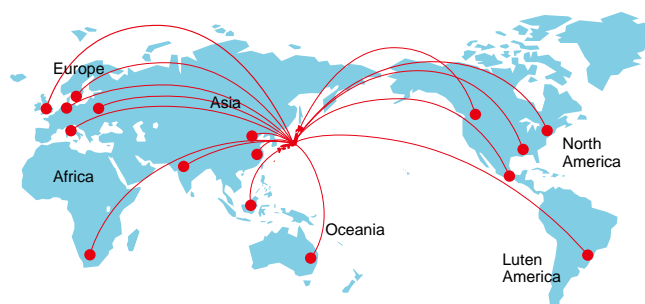 Europe
Asia
Africa
Oceania
North
America
Luten
America